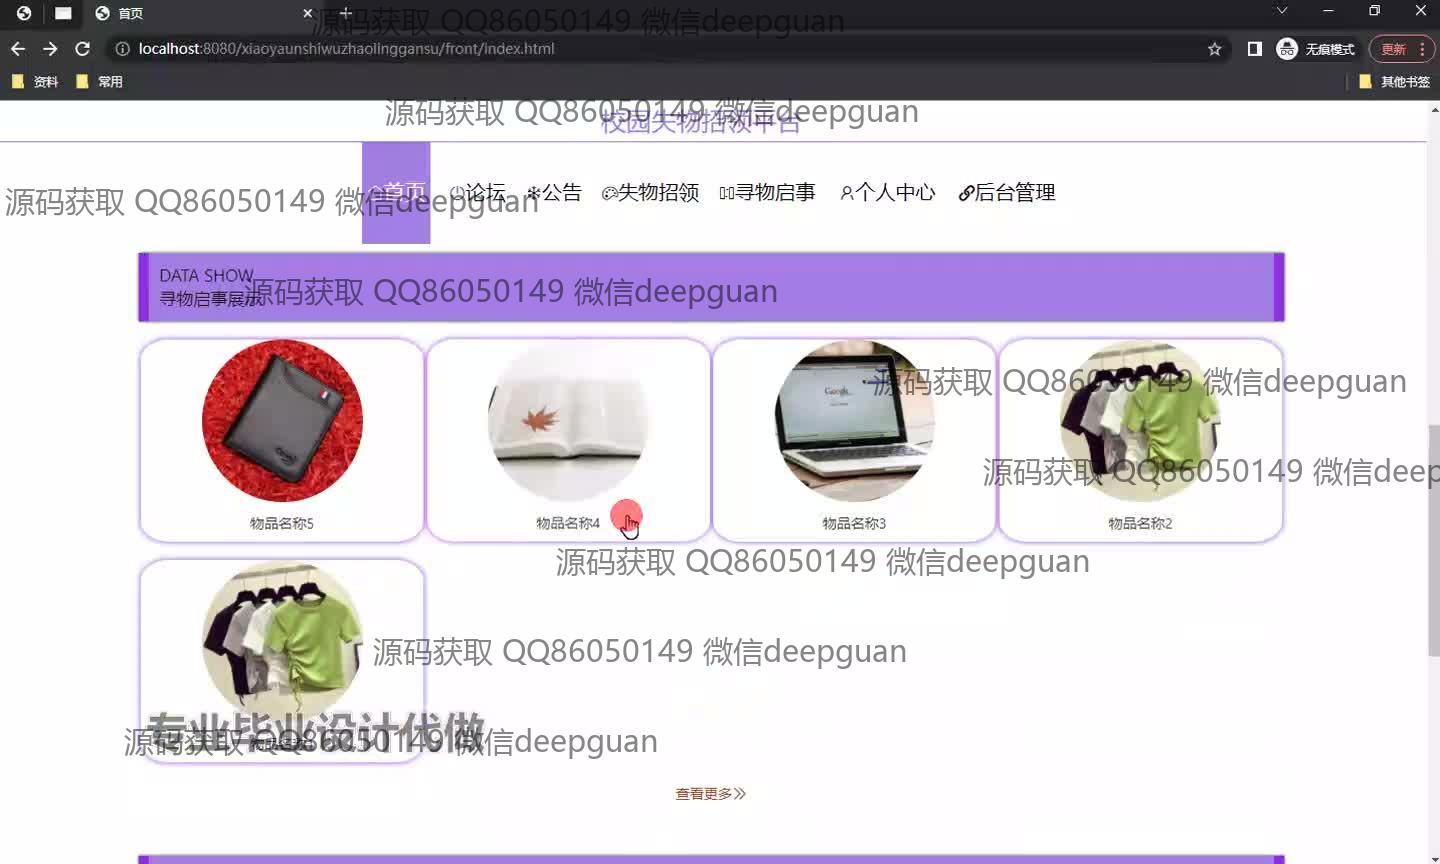 首页
源码获取 QQ86050149 微信deepguan
localhost:8080/xiaoyaunshiwuzhaolinggansu/front/index.html
无痕模式
更新
资料
常用
其他书签
源码获取 QQ86050149 微信deepguan
校园失物招领平台
首页
论坛
公告
失物招领
寻物启事
个人中心
后台管理
源码获取 QQ86050149 微信deepguan
DATA SHOW
寻物启事展示
源码获取 QQ86050149 微信deepguan
源码获取 QQ86050149 微信deepguan
Google
源码获取 QQ86050149 微信deep
物品名称5
物品名称4
物品名称3
物品名称2
源码获取 QQ86050149 微信deepguan
源码获取 QQ86050149 微信deepguan
专业毕业设计代做
源码获取 QQ86050149 微信deepguan
查看更多